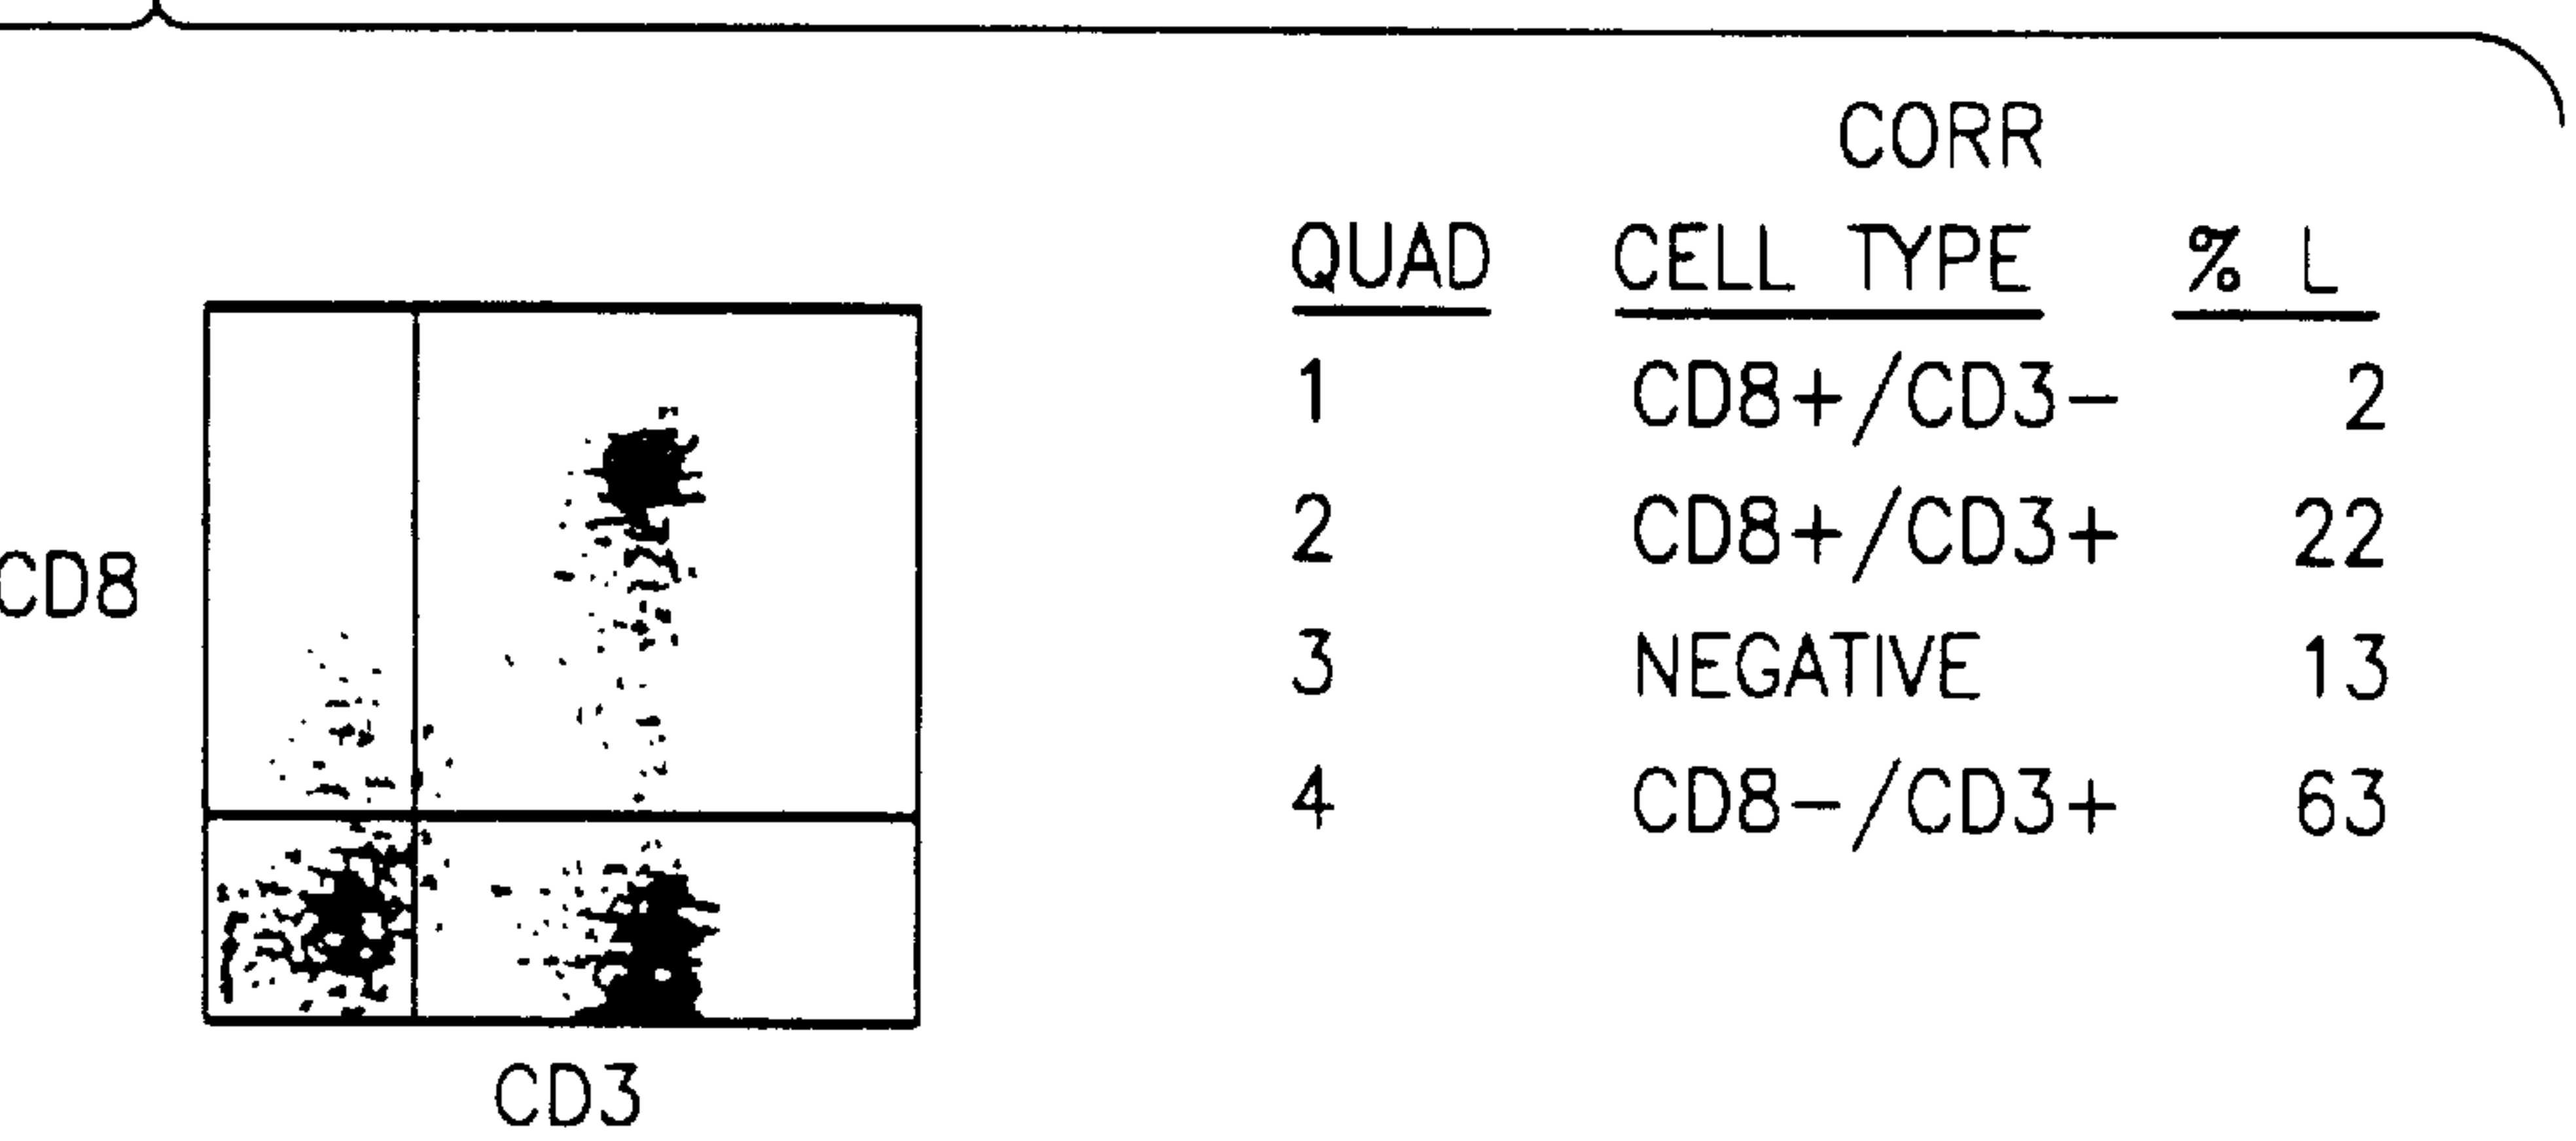 CORR
QUAD CELL TYPE % L
1 CD8+/CD3- 2
2 CD8+/CD3+ 22
3 NEGATIVE 13
4 CD8-/CD3+ 63
CD8
CD3